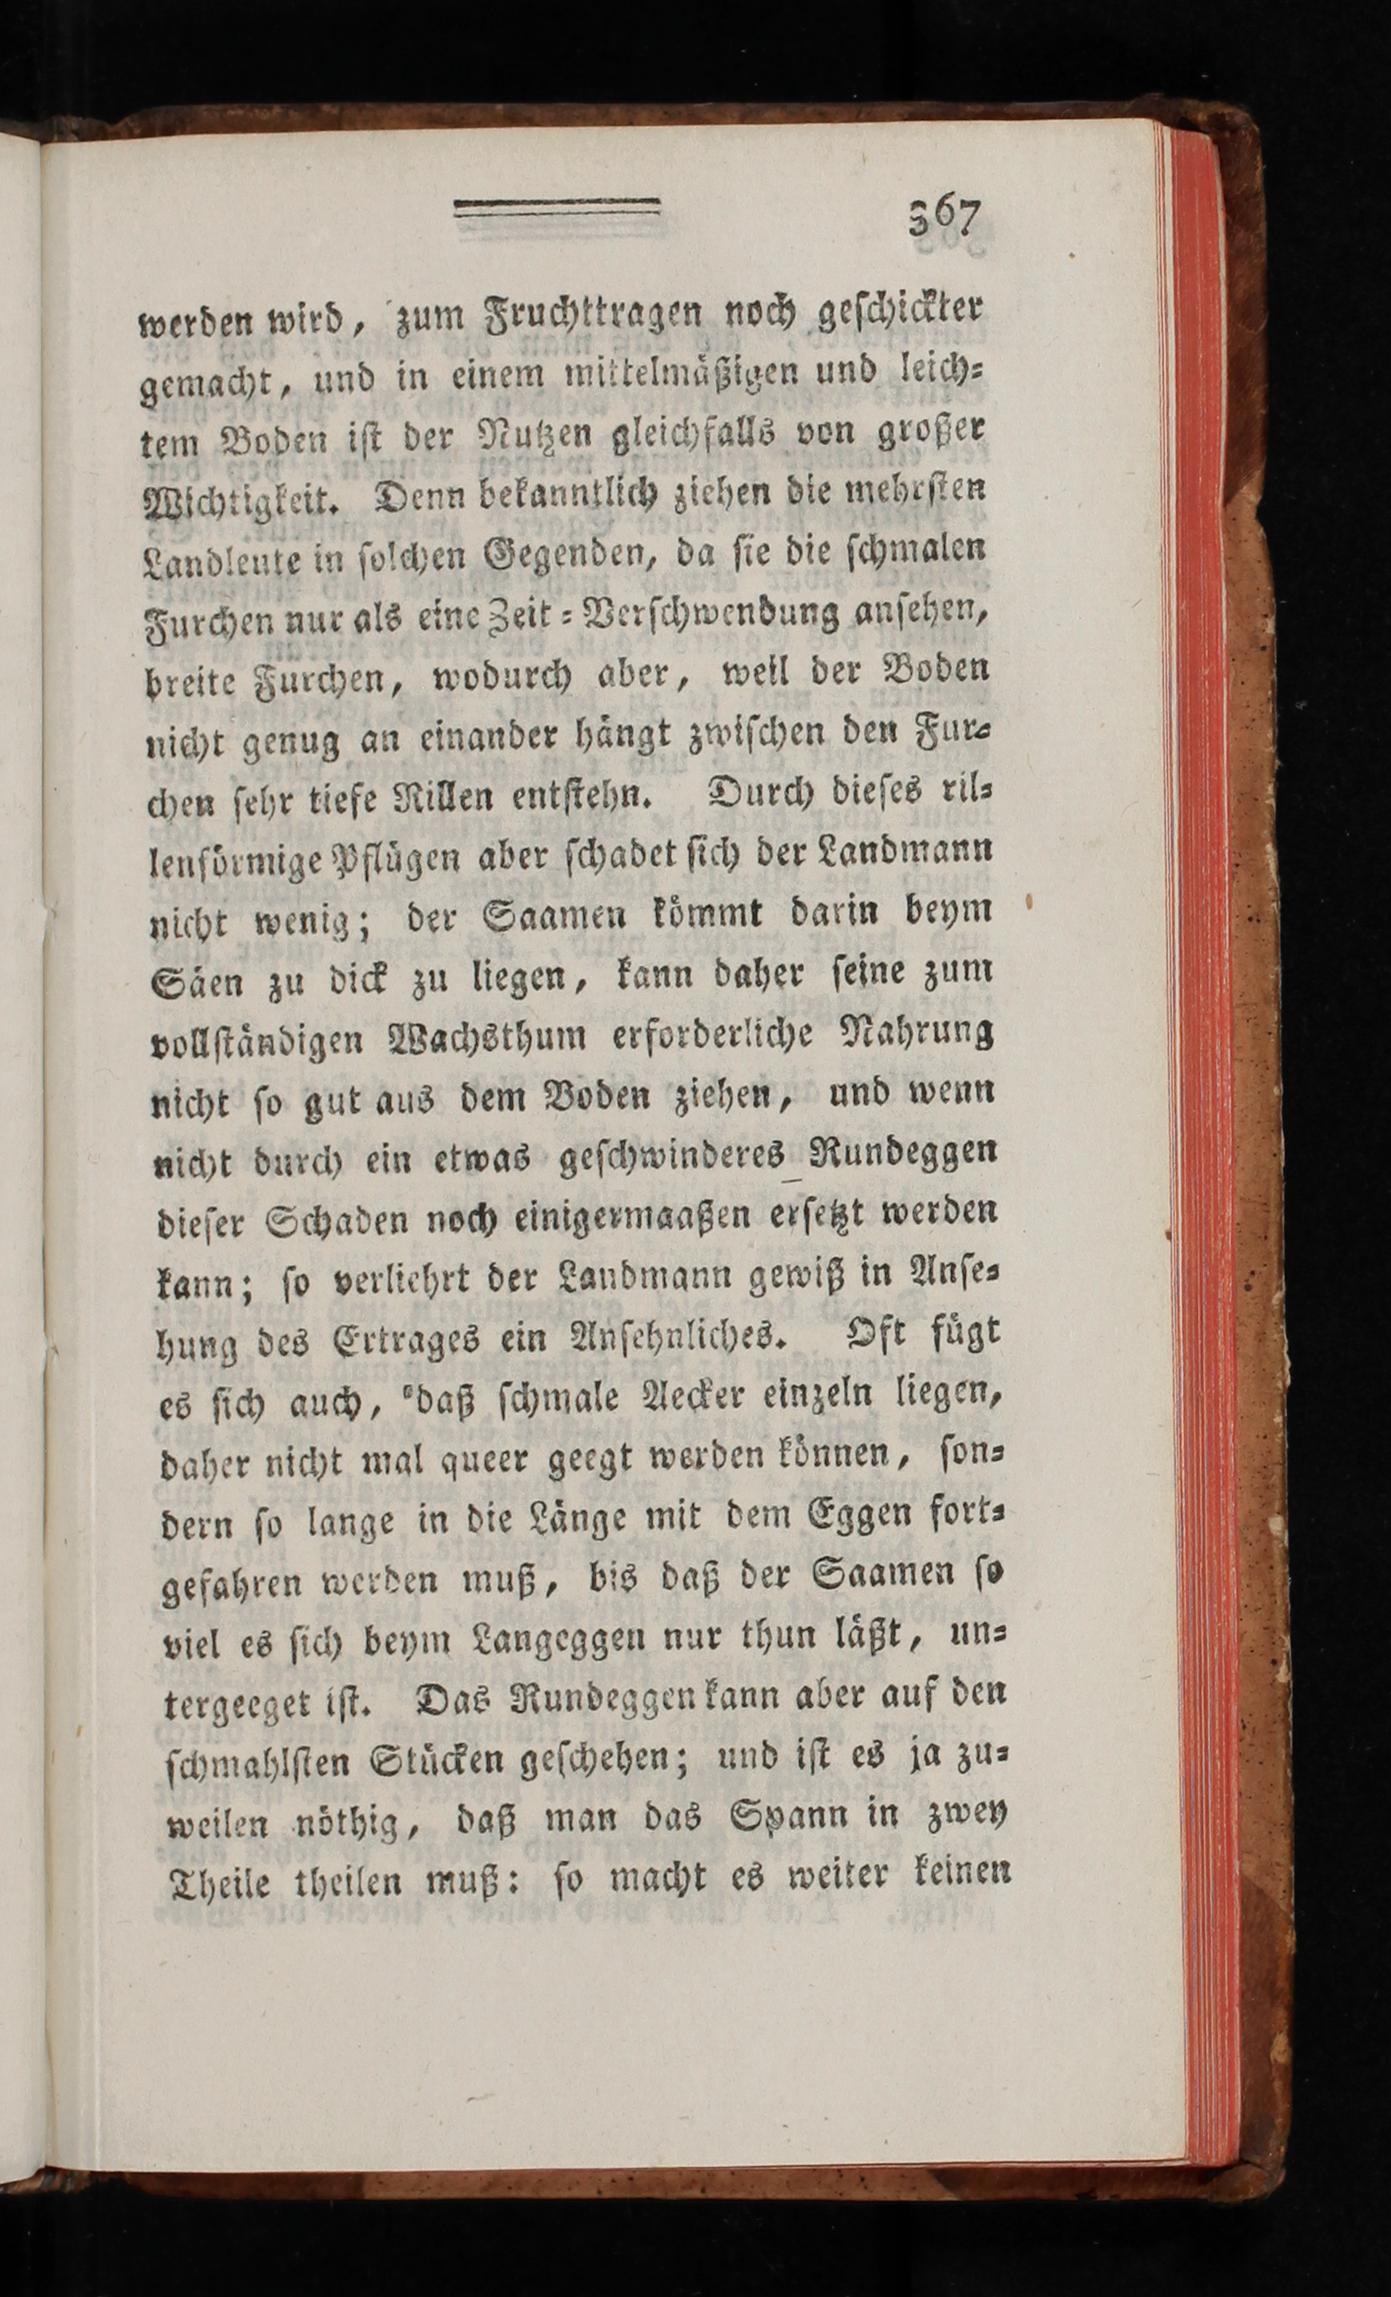 367
werden wird, zum Fruchttragen noch geſchickter
gemacht, und in einem mittelmäßigen und leich⸗
tem Boden iſt der Nutzen gleichfalls von großer
Wichtigkeit. Denn bekanntlich ziehen die mehrſten
Landleute in ſolchen Gegenden, da ſie die ſchmalen
Furchen nur als eine Zeit⸗Verſchwendung anſehen,
breite Furchen, wodurch aber, weil der Boden
nicht genug an einander hängt zwiſchen den Fur⸗
chen ſehr tiefe Rillen entſtehn. Durch dieſes ril⸗
lenförmige Pflügen aber ſchadet ſich der Landmann
nicht wenig; der Saamen kömmt darin beym
Säen zu dick zu liegen, kann daher ſeine zum
vollſtändigen Wachsthum erforderliche Nahrung
nicht ſo gut aus dem Boden ziehen, und wenn
nicht durch ein etwas geſchwinderes Rundeggen
dieſer Schaden noch einigermaaßen erſetzt werden
kann; ſo verliehrt der Landmann gewiß in Anſe⸗
hung des Ertrages ein Anſehnliches. Oft fügt
es ſich auch, daß ſchmale Aecker einzeln liegen,
daher nicht mal queer geegt werden können, ſon⸗
dern ſo lange in die Länge mit dem Eggen fort⸗
gefahren werden muß, bis daß der Saamen ſo
viel es ſich beym Langeggen nur thun läßt, un⸗
tergeeget iſt. Das Rundeggen kann aber auf den
ſchmahlſten Stücken geſchehen; und iſt es ja zu⸗
weilen nöthig, daß man das Spann in zwey
Theile theilen muß: ſo macht es weiter keinen